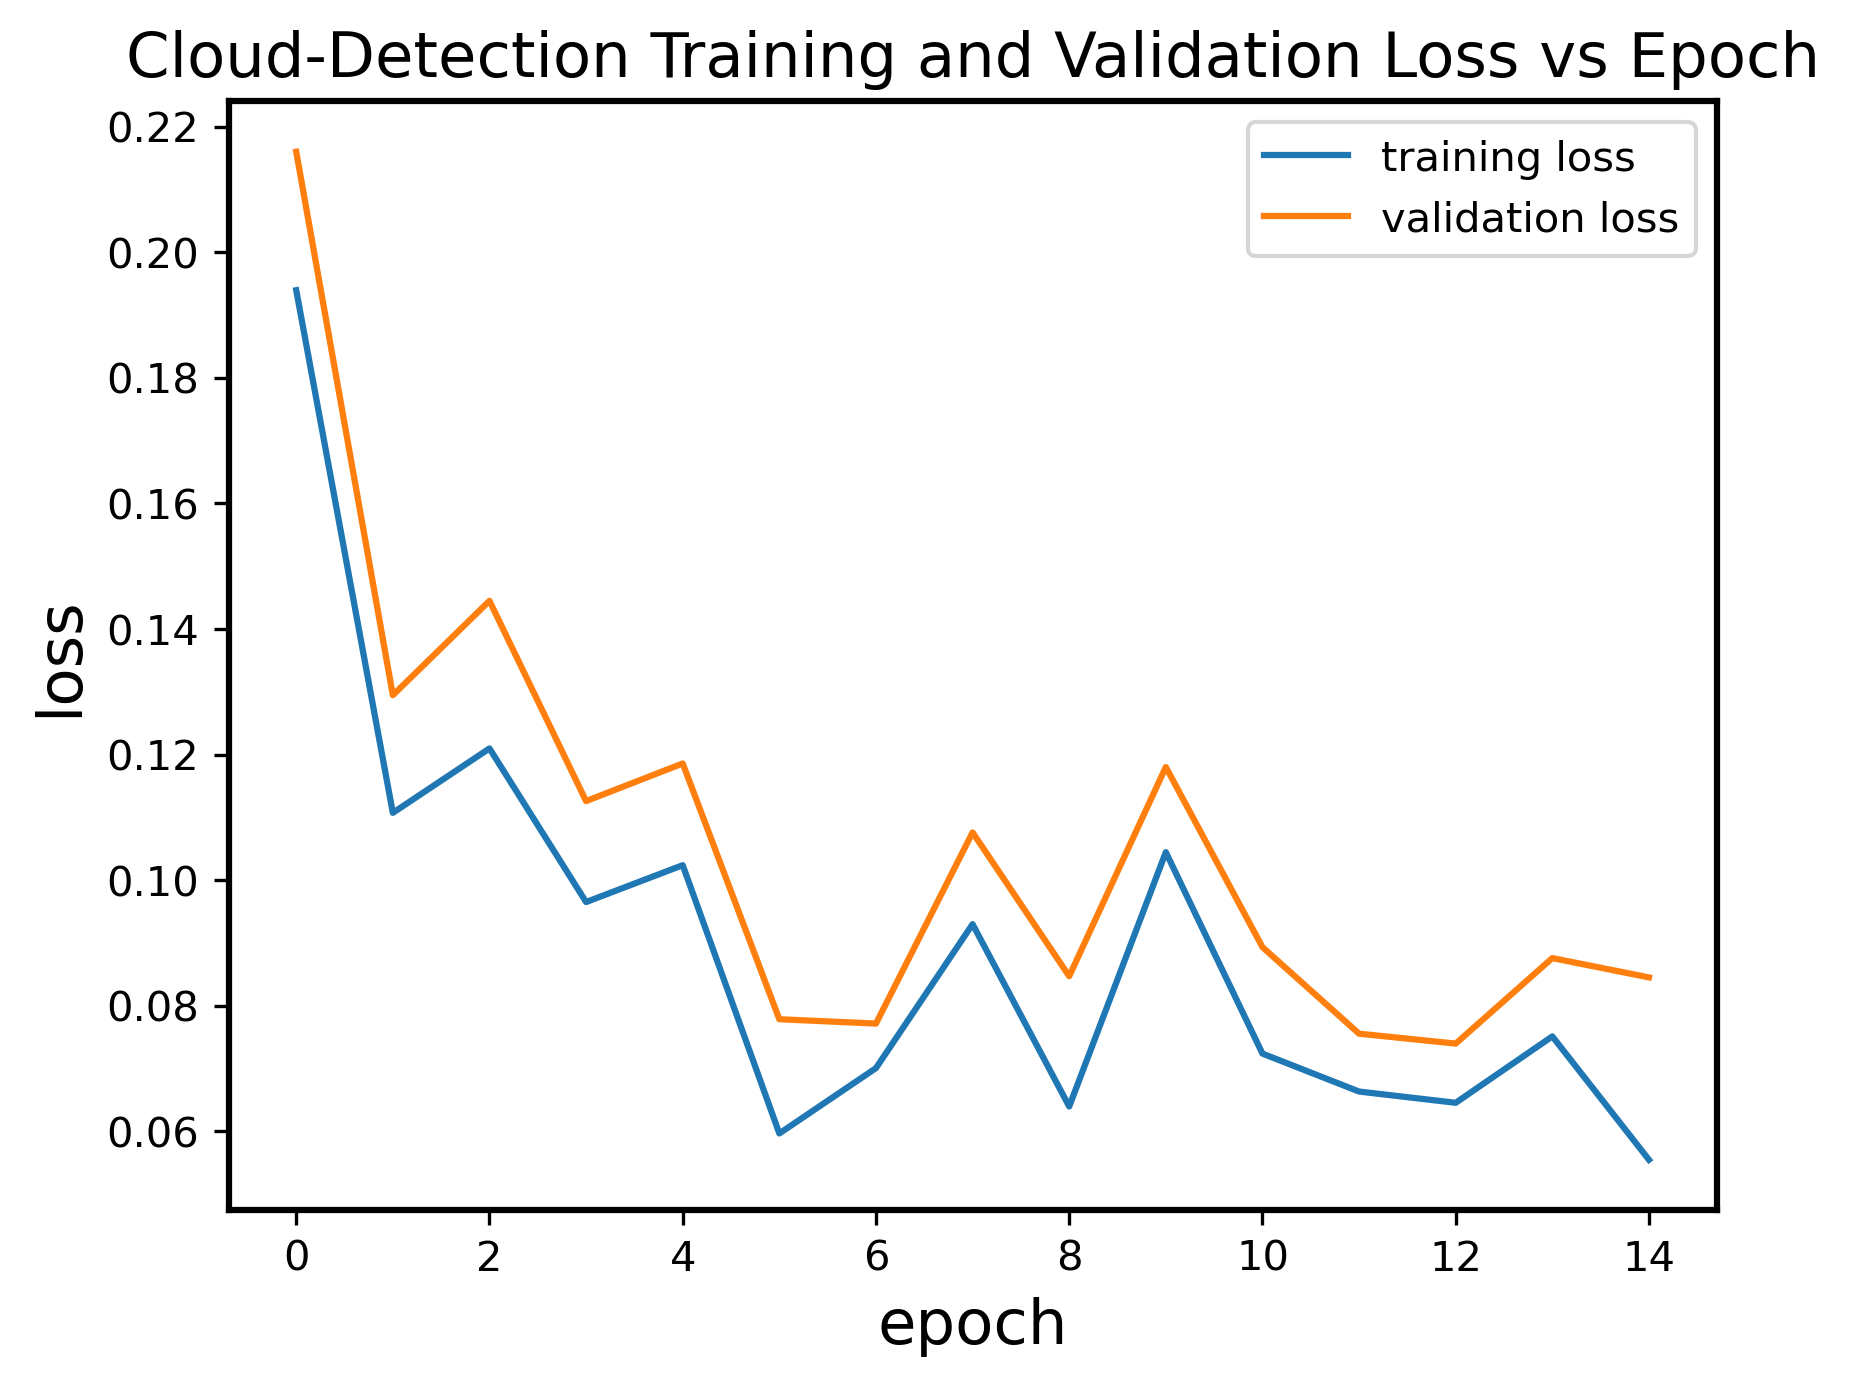 Cloud-Detection Training and Validation Loss vs Epoch
training loss
validation loss
0.22
0.20
0.18
0.16
0.14
0.12
0.10
0.08
0.06
loss
0 2 4 6 8 10 12 14
epoch